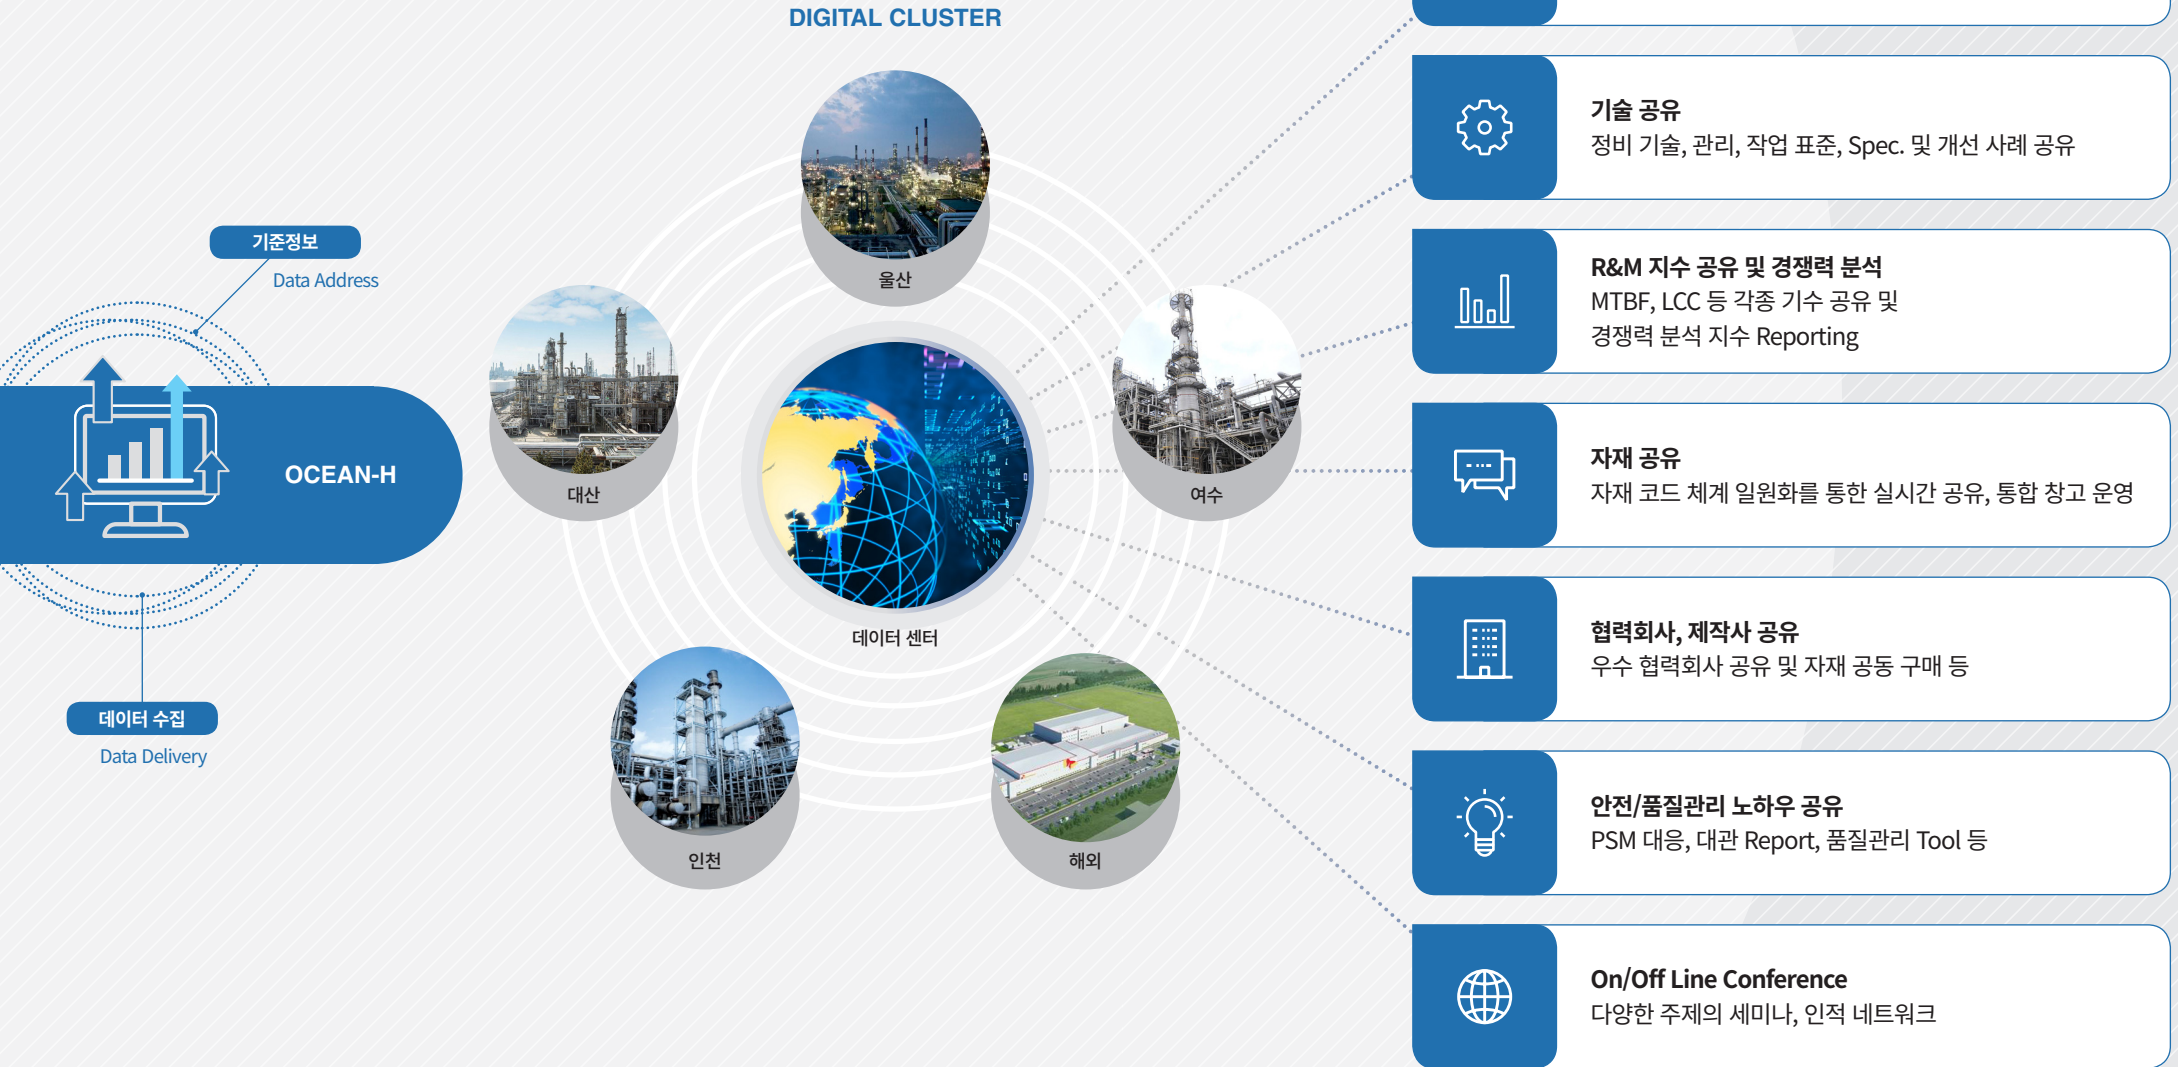 DIGITAL CLUSTER
기준정보
Data Address
OCEAN-H
데이터 수집
Data Delivery
울산
대산
여수
데이터 센터
인천
해외
기술 공유
정비 기술, 관리, 작업 표준, Spec. 및 개선 사례 공유
R&M 지수 공유 및 경쟁력 분석
MTBF, LCC 등 각종 기수 공유 및
경쟁력 분석 지수 Reporting
자재 공유
자재 코드 체계 일원화를 통한 실시간 공유, 통합 창고 운영
협력회사, 제작사 공유
우수 협력회사 공유 및 자재 공동 구매 등
안전/품질관리 노하우 공유
PSM 대응, 대관 Report, 품질관리 Tool 등
On/Off Line Conference
다양한 주제의 세미나, 인적 네트워크